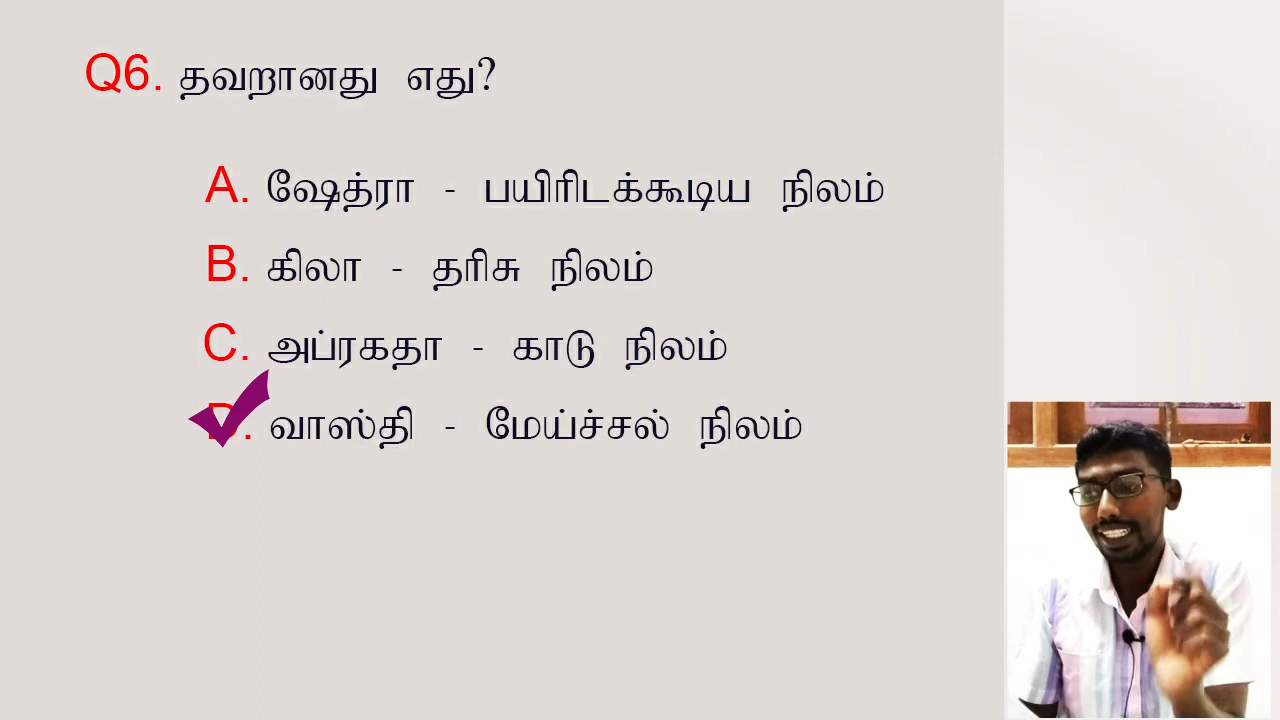 Q6. தவறானது எது?
A. ஷேத்ரா - பயிரிடக்கூடிய நிலம்
B. கிலா - தரிசு நிலம்
C. அப்ரகதா - காடு நிலம்
D. வாஸ்தி - மேய்ச்சல் நிலம்